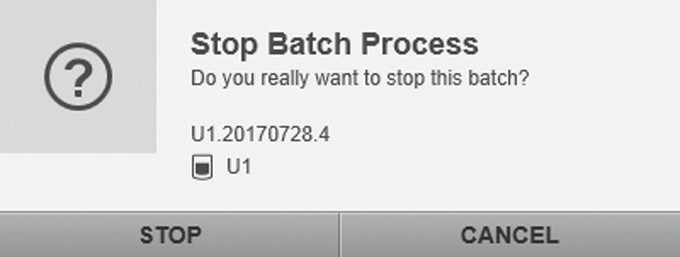 ?
Stop Batch Process
Do you really want to stop this batch?
U1.20170728.4
U1
STOP CANCEL